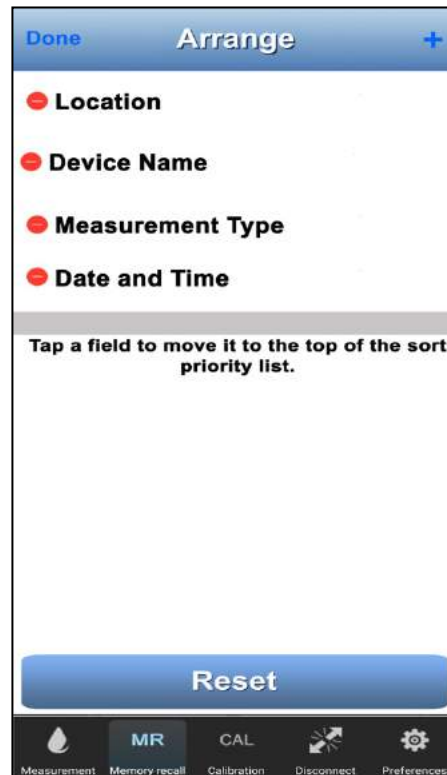 Done Arrange +
Location
Device Name
Measurement Type
Date and Time
Tap a field to move it to the top of the sort
priority list.
Reset
MR CAL
Measurement Memory recall Calibration Disconnect Preferences